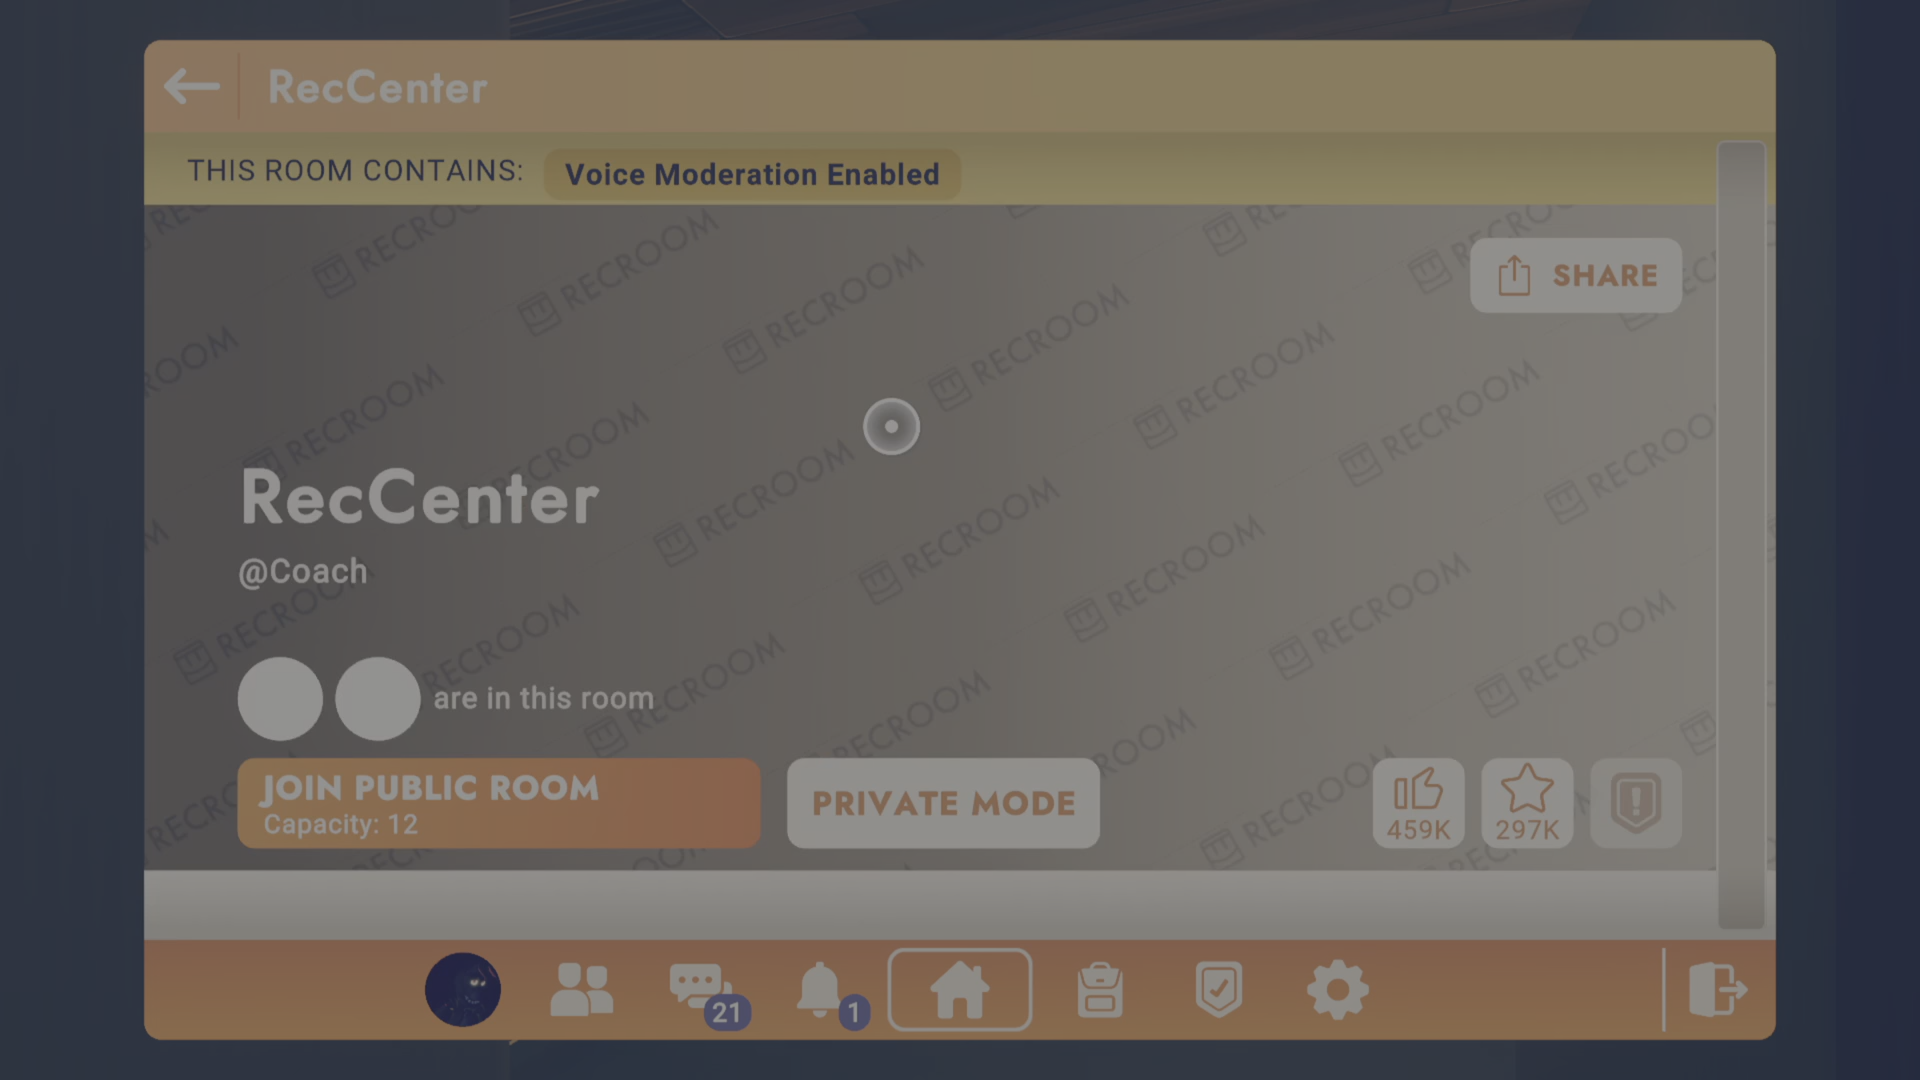 RecCenter
THIS ROOM CONTAINS: Voice Moderation Enabled
SHARE
RecCenter
@Coach
are in this room
JOIN PUBLIC ROOM
Capacity: 12
PRIVATE MODE
459K
297K
21
1
RECROOM